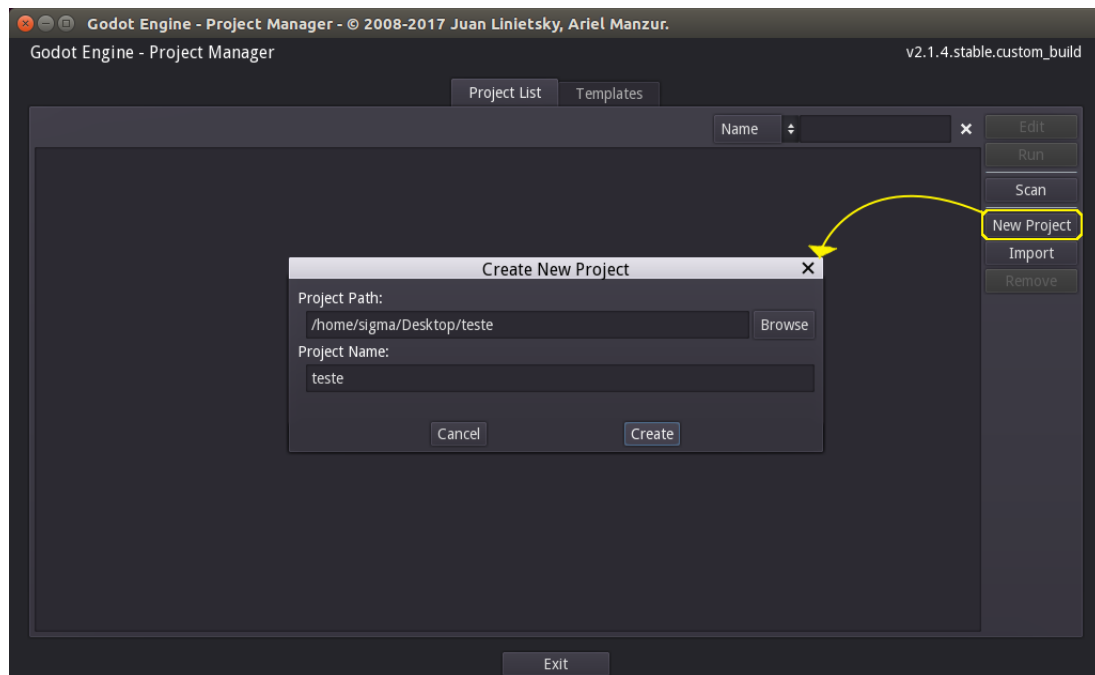 Godot Engine - Project Manager - © 2008-2017 Juan Linietsky, Ariel Manzur.
Godot Engine - Project Manager
v2.1.4.stable.custom_build
Project List
Templates
Name
Edit
Run
Scan
New Project
Import
Remove
Create New Project
Project Path:
/home/sigma/Desktop/teste
Browse
Project Name:
teste
Cancel
Create
Exit